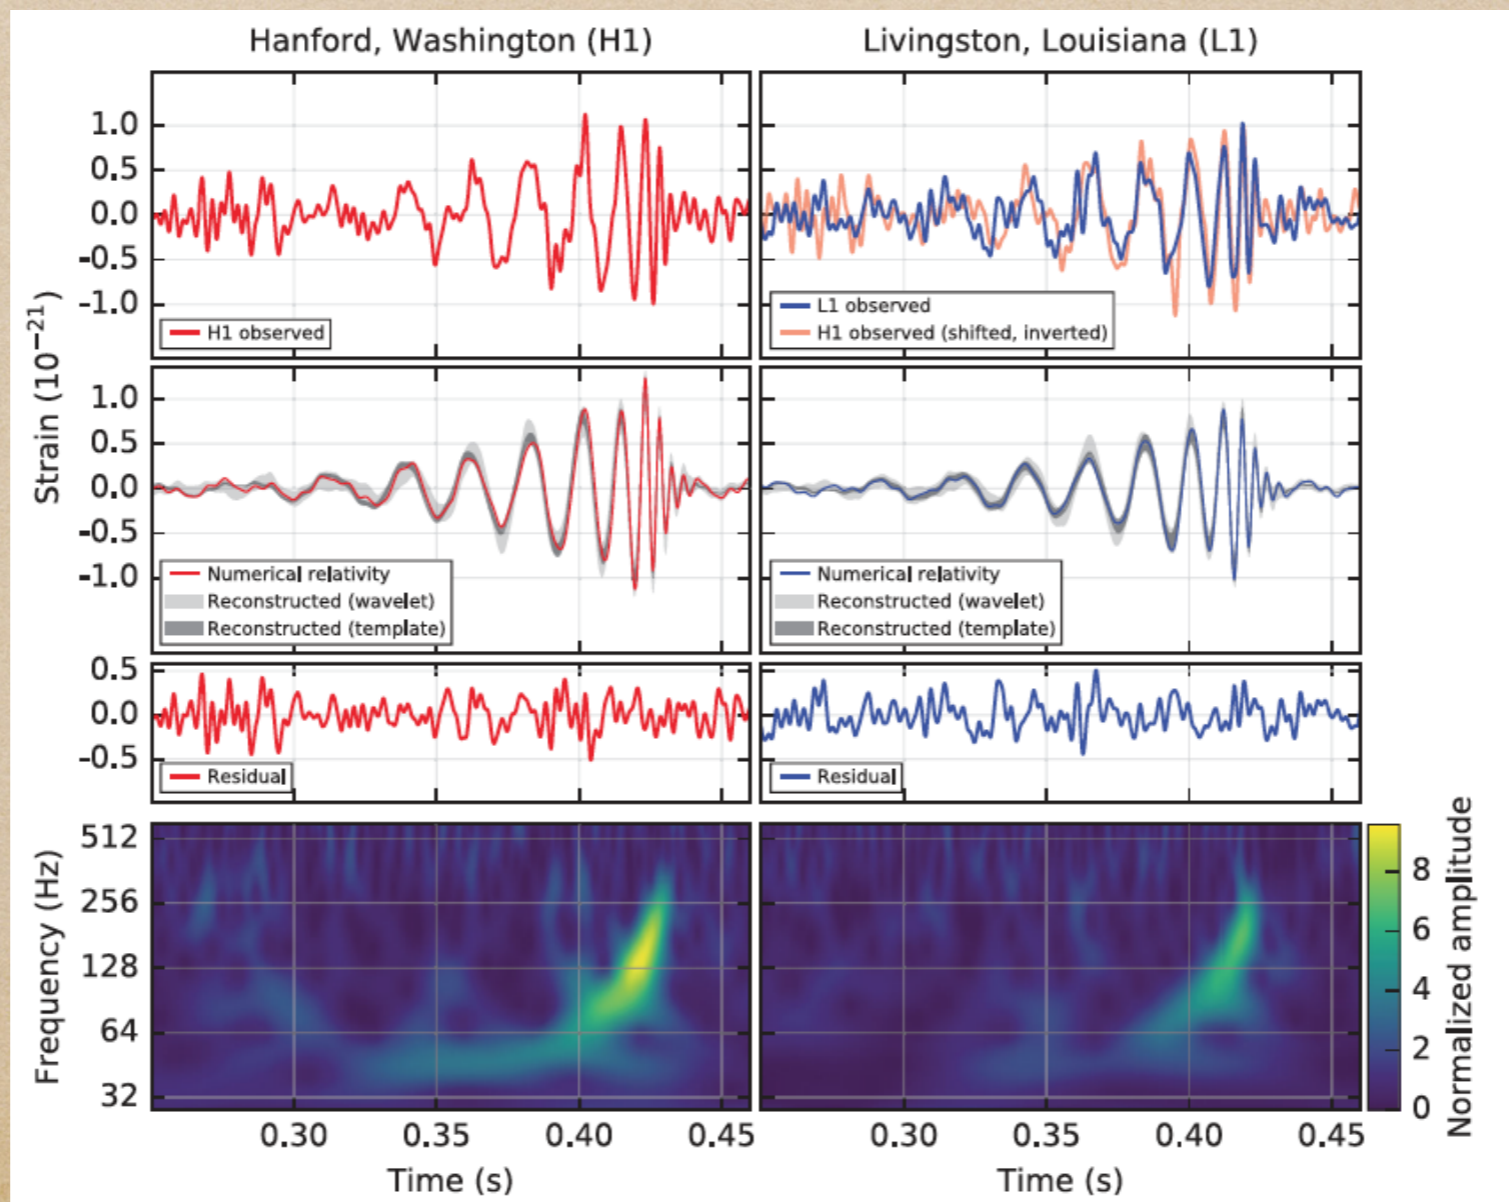 Hanford, Washington (H1)
Livingston, Louisiana (L1)
Strain (10⁻²¹)
1.0
0.5
0.0
-0.5
-1.0
H1 observed
L1 observed
H1 observed (shifted, inverted)
1.0
0.5
0.0
-0.5
-1.0
Numerical relativity
Reconstructed (wavelet)
Reconstructed (template)
Numerical relativity
Reconstructed (wavelet)
Reconstructed (template)
0.5
0.0
-0.5
Residual
Residual
Frequency (Hz)
512
256
128
64
32
0.30 0.35 0.40 0.45
Time (s)
0.30 0.35 0.40 0.45
Time (s)
8
6
4
2
0
Normalized amplitude